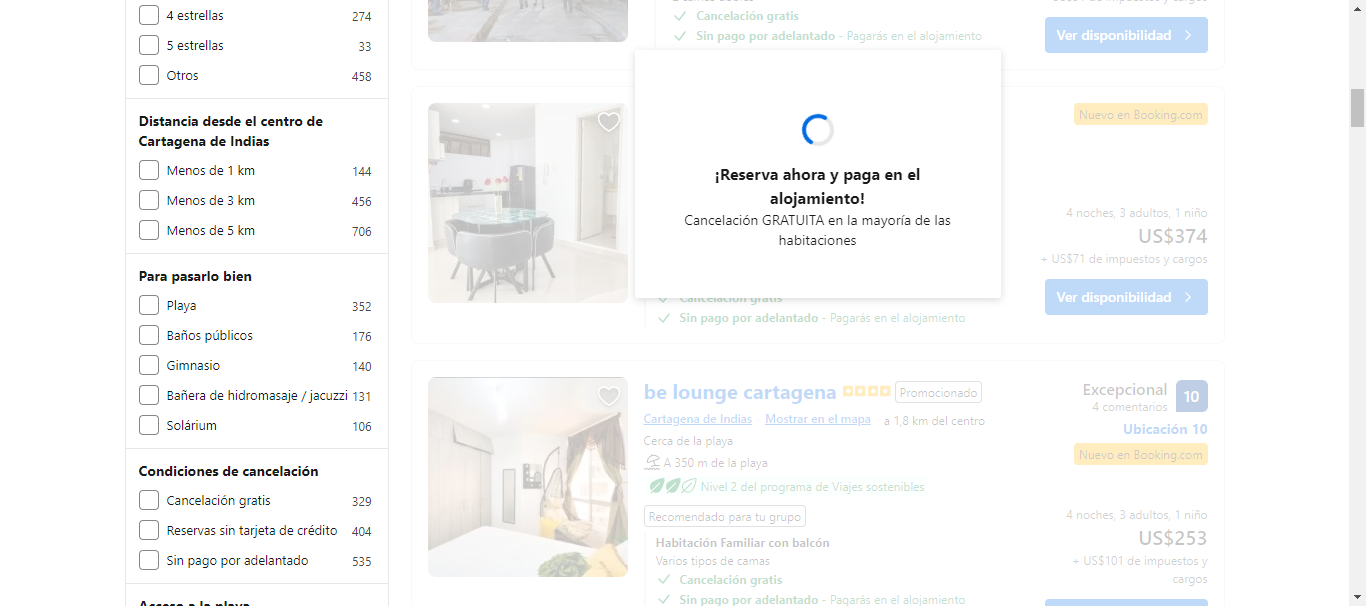 4 estrellas 274
5 estrellas 33
Otros 458
Distancia desde el centro de
Cartagena de Indias
Menos de 1 km 144
Menos de 3 km 456
Menos de 5 km 706
Para pasarlo bien
Playa 352
Baños públicos 176
Gimnasio 140
Bañera de hidromasaje / jacuzzi 131
Solárium 106
Condiciones de cancelación
Cancelación gratis 329
Reservas sin tarjeta de crédito 404
Sin pago por adelantado 535
Acceso a la playa
Cancelación gratis
Sin pago por adelantado - Pagarás en el alojamiento
de impuestos y cargos
Ver disponibilidad
¡Reserva ahora y paga en el
alojamiento!
Cancelación GRATUITA en la mayoría de las
habitaciones
Nuevo en Booking.com
4 noches, 3 adultos, 1 niño
US$374
+ US$71 de impuestos y cargos
Ver disponibilidad
Cancelación gratis
Sin pago por adelantado - Pagarás en el alojamiento
be lounge cartagena Promocionado
Cartagena de Indias Mostrar en el mapa a 1,8 km del centro
Cerca de la playa
A 350 m de la playa
Nivel 2 del programa de Viajes sostenibles
Recomendado para tu grupo
Habitación Familiar con balcón
Varios tipos de camas
Cancelación gratis
Sin pago por adelantado - Pagarás en el alojamiento
Excepcional 10
4 comentarios
Ubicación 10
Nuevo en Booking.com
4 noches, 3 adultos, 1 niño
US$253
+ US$101 de impuestos y
cargos